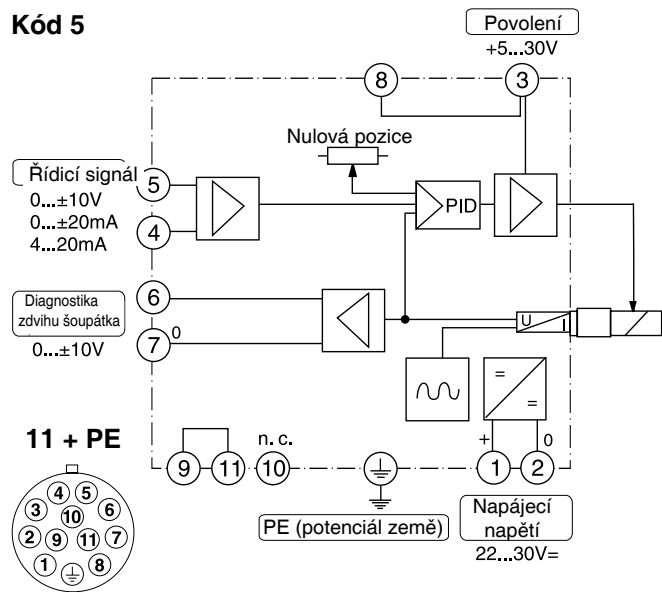 Kód 5
Povolení
+5...30V
8
3
Nulová pozice
Řídicí signál
0...±10V
0...±20mA
4...20mA
5
4
PID
Diagnostika
zdvihu šoupátka
0...±10V
6
7
0
U
I
=
=
11 + PE
n. c.
+
0
9
11
10
1
2
PE (potenciál země)
Napájecí
napětí
22...30V=
4
5
3
10
6
2
9
11
7
1
8